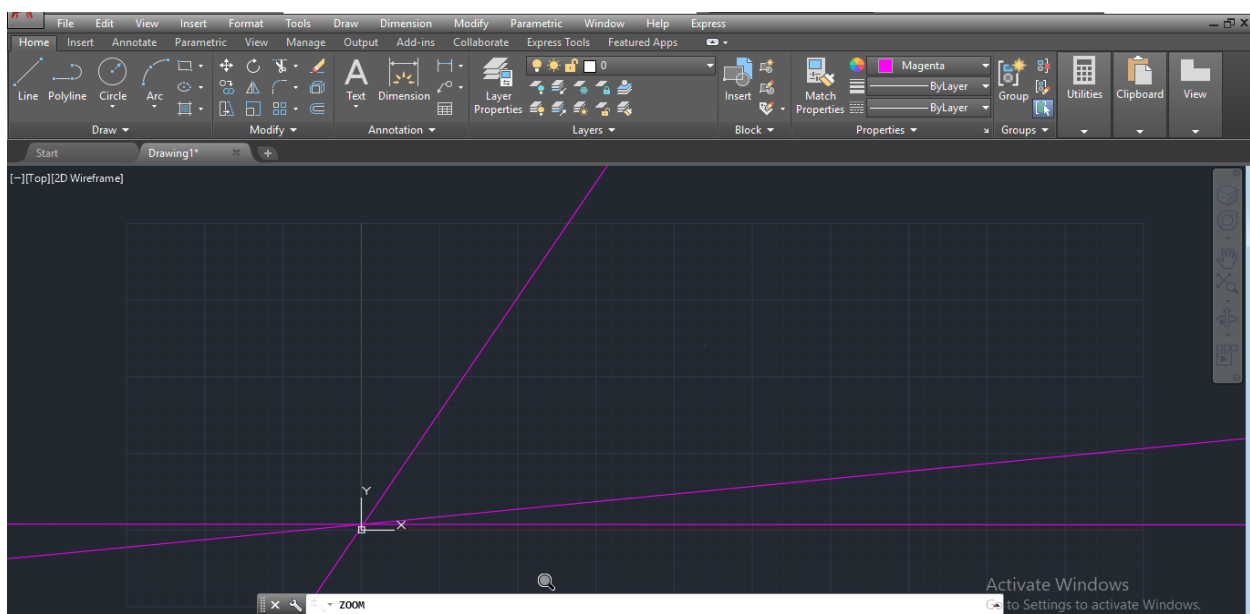 File Edit View Insert Format Tools Draw Dimension Modify Parametric Window Help Express
Home Insert Annotate Parametric View Manage Output Add-ins Collaborate Express Tools Featured Apps
0
Magenta
ByLayer
ByLayer
Line Polyline Circle Arc
Text Dimension
Layer Properties
Insert
Match Properties
Group
Utilities Clipboard View
Draw Modify Annotation Layers Block Properties Groups
Start Drawing1* +
[−][Top][2D Wireframe]
Y
X
Activate Windows
to Settings to activate Windows.
ZOOM